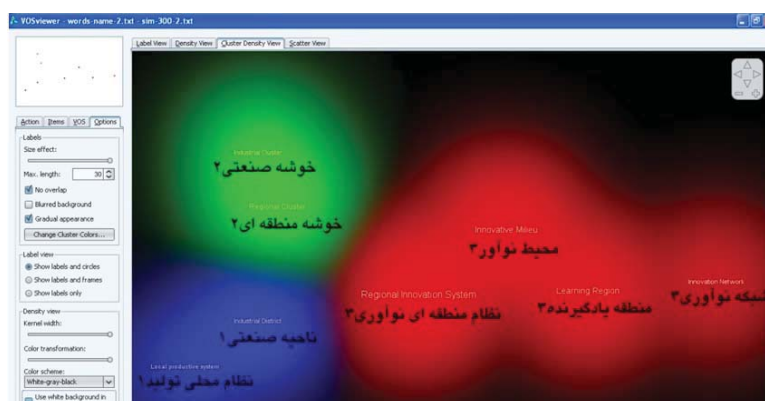 VOSviewer - words-name-2.txt - sim-300-2.txt
Label View Density View Cluster Density View Scatter View
Action Items VOS Options
Labels
Size effect:
Max. length: 30
No overlap
Blurred background
Gradual appearance
Change Cluster Colors...
Label view
Show labels and circles
Show labels and frames
Show labels only
Density view
Kernel width:
Color transformation:
Color scheme:
White-gray-black
Use white background in
Industrial Cluster
خوشه صنعتی۲
Regional Cluster
خوشه منطقه ای۲
Innovative Milieu
محیط نوآور۳
Innovation Network
شبکه نوآوری۳
Learning Region
منطقه یادگیرنده۳
Regional Innovation System
نظام منطقه ای نوآوری۳
Industrial District
ناحیه صنعتی۱
Local productive system
نظام محلی تولید۱